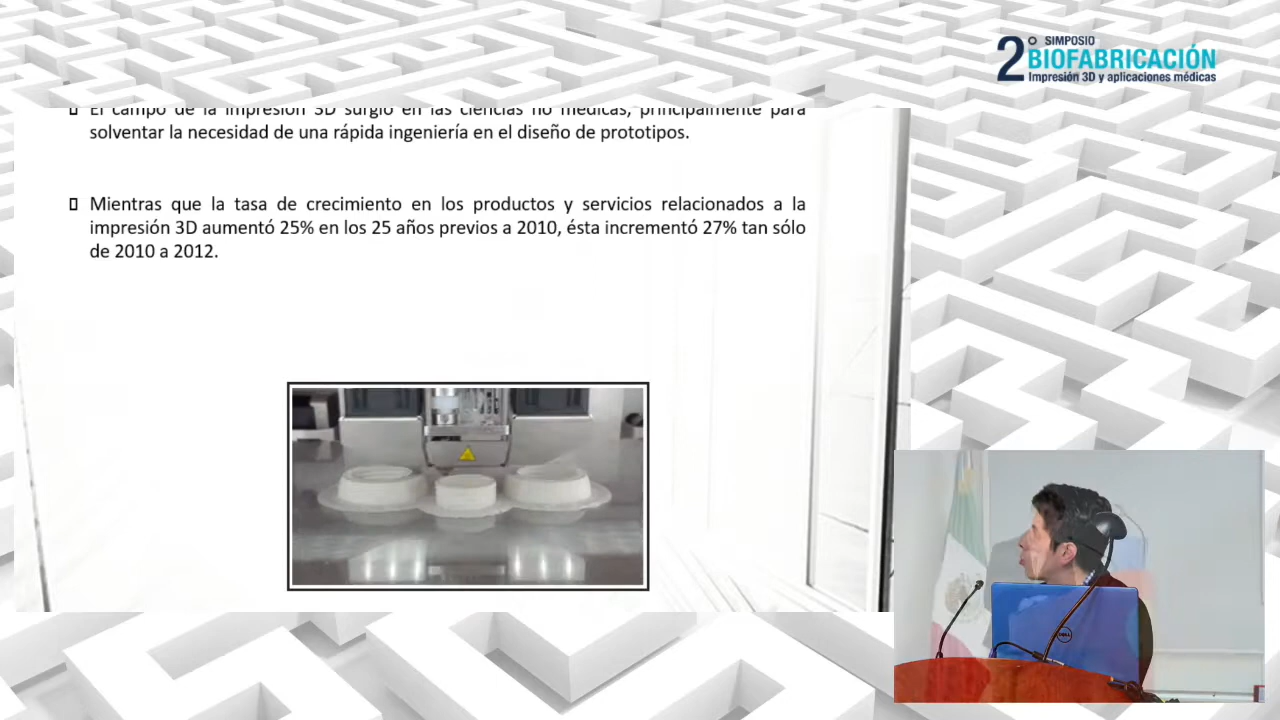 2° SIMPOSIO
BIOFABRICACIÓN
Impresión 3D y aplicaciones médicas
El campo de la impresión 3D surgió en las ciencias no médicas, principalmente para
solventar la necesidad de una rápida ingeniería en el diseño de prototipos.
Mientras que la tasa de crecimiento en los productos y servicios relacionados a la
impresión 3D aumentó 25% en los 25 años previos a 2010, ésta incrementó 27% tan sólo
de 2010 a 2012.
DELL